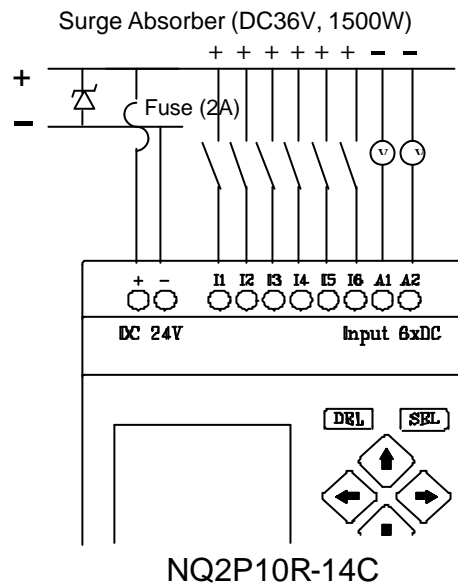 Surge Absorber (DC36V, 1500W)
+ + + + + + − −
+
Fuse (2A)
−
V V
+ − I1 I2 I3 I4 I5 I6 A1 A2
DC 24V Input 6xDC
DEL SEL
NQ2P10R-14C